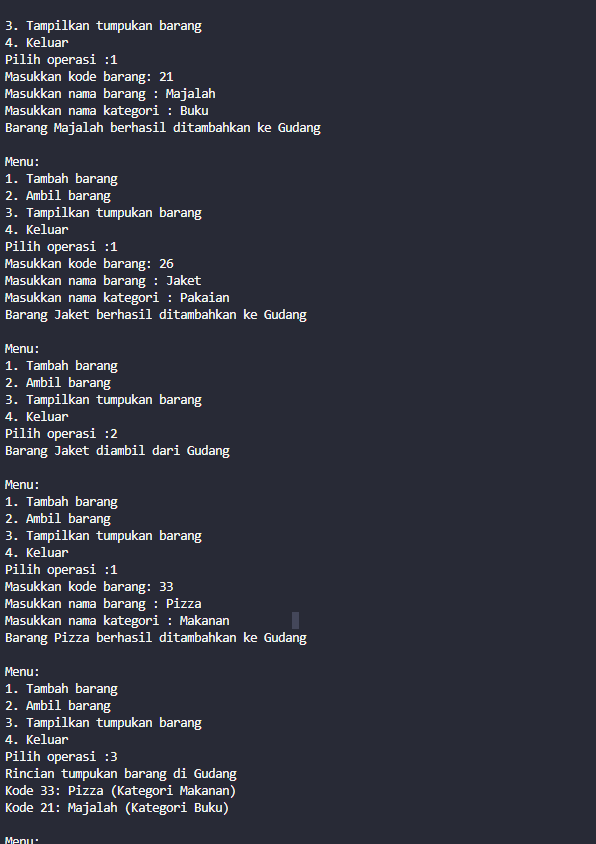 3. Tampilkan tumpukan barang
4. Keluar
Pilih operasi :1
Masukkan kode barang: 21
Masukkan nama barang : Majalah
Masukkan nama kategori : Buku
Barang Majalah berhasil ditambahkan ke Gudang
Menu:
1. Tambah barang
2. Ambil barang
3. Tampilkan tumpukan barang
4. Keluar
Pilih operasi :1
Masukkan kode barang: 26
Masukkan nama barang : Jaket
Masukkan nama kategori : Pakaian
Barang Jaket berhasil ditambahkan ke Gudang
Menu:
1. Tambah barang
2. Ambil barang
3. Tampilkan tumpukan barang
4. Keluar
Pilih operasi :2
Barang Jaket diambil dari Gudang
Menu:
1. Tambah barang
2. Ambil barang
3. Tampilkan tumpukan barang
4. Keluar
Pilih operasi :1
Masukkan kode barang: 33
Masukkan nama barang : Pizza
Masukkan nama kategori : Makanan
Barang Pizza berhasil ditambahkan ke Gudang
Menu:
1. Tambah barang
2. Ambil barang
3. Tampilkan tumpukan barang
4. Keluar
Pilih operasi :3
Rincian tumpukan barang di Gudang
Kode 33: Pizza (Kategori Makanan)
Kode 21: Majalah (Kategori Buku)
Menu: